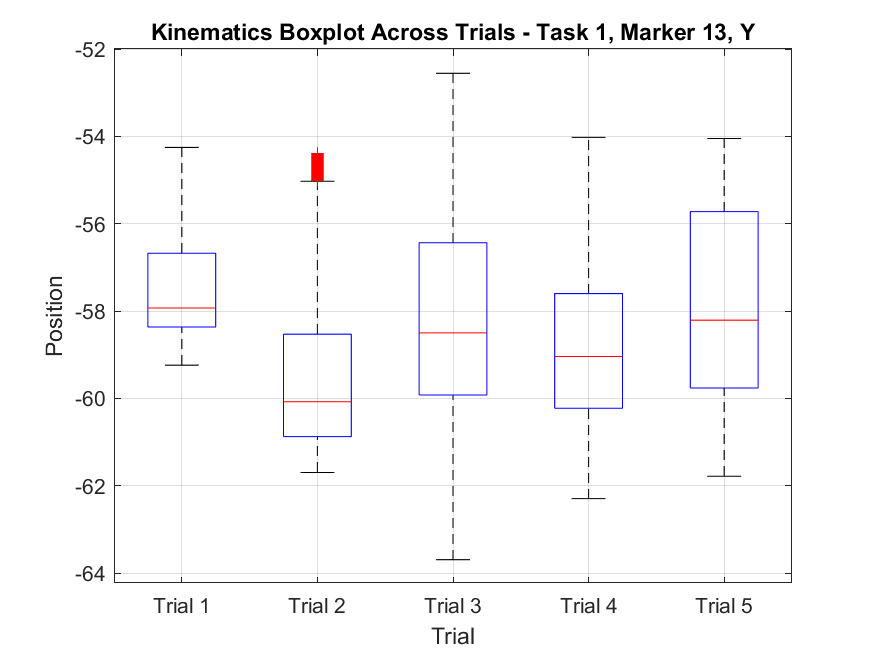 Kinematics Boxplot Across Trials - Task 1, Marker 13, Y
-52
-54
-56
-58
-60
-62
-64
Position
Trial 1 Trial 2 Trial 3 Trial 4 Trial 5
Trial